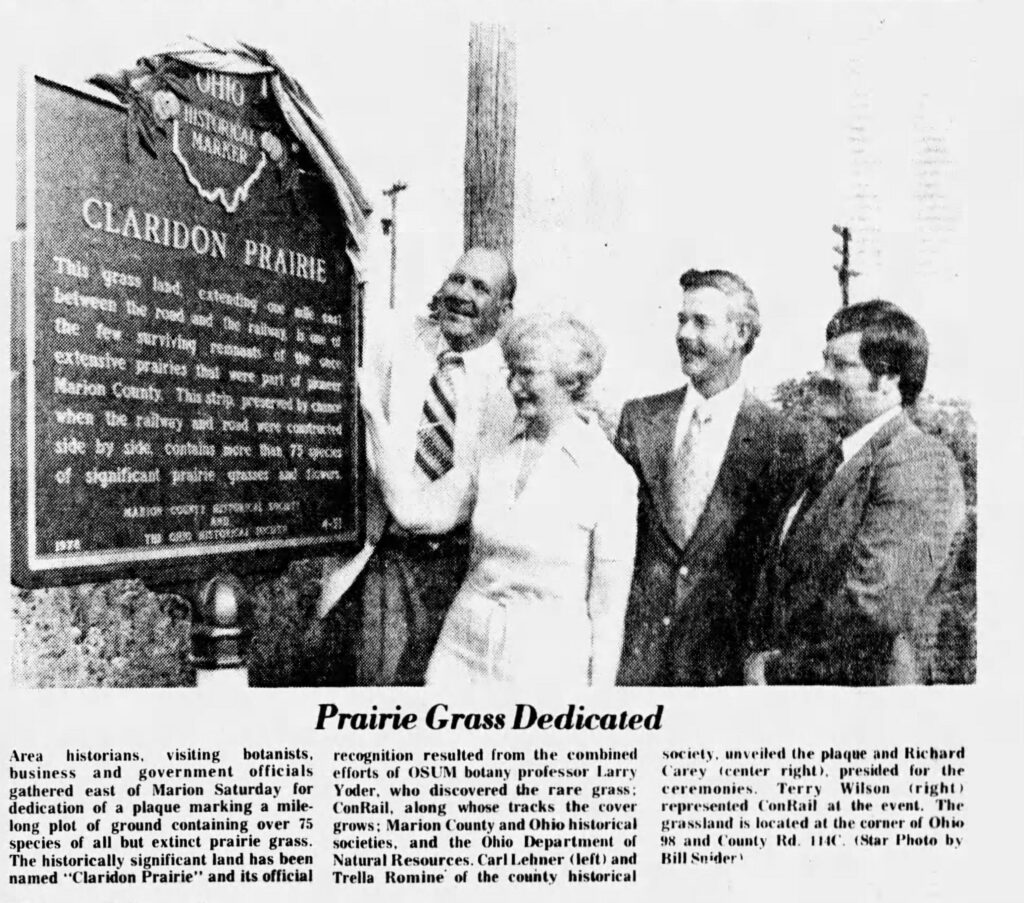 OHIO
HISTORICAL
MARKER
CLARIDON PRAIRIE
This grass land, extending one mile east
between the road and the railway, is one of
the few surviving remnants of the once
extensive prairies that were part of pioneer
Marion County. This strip, preserved by chance
when the railway and road were constructed
side by side, contains more than 75 species
of significant prairie grasses and flowers.
MARION COUNTY HISTORICAL SOCIETY
AND
THE OHIO HISTORICAL SOCIETY
Prairie Grass Dedicated
Area historians, visiting botanists,
business and government officials
gathered east of Marion Saturday for
dedication of a plaque marking a mile-
long plot of ground containing over 75
species of all but extinct prairie grass.
The historically significant land has been
named "Claridon Prairie" and its official
recognition resulted from the combined
efforts of OSUM botany professor Larry
Yoder, who discovered the rare grass;
ConRail, along whose tracks the cover
grows; Marion County and Ohio historical
societies, and the Ohio Department of
Natural Resources. Carl Lehner (left) and
Trella Romine of the county historical
society, unveiled the plaque and Richard
Carey (center right), presided for the
ceremonies. Terry Wilson (right)
represented ConRail at the event. The
grassland is located at the corner of Ohio
98 and County Rd. 114C. (Star Photo by
Bill Snider)